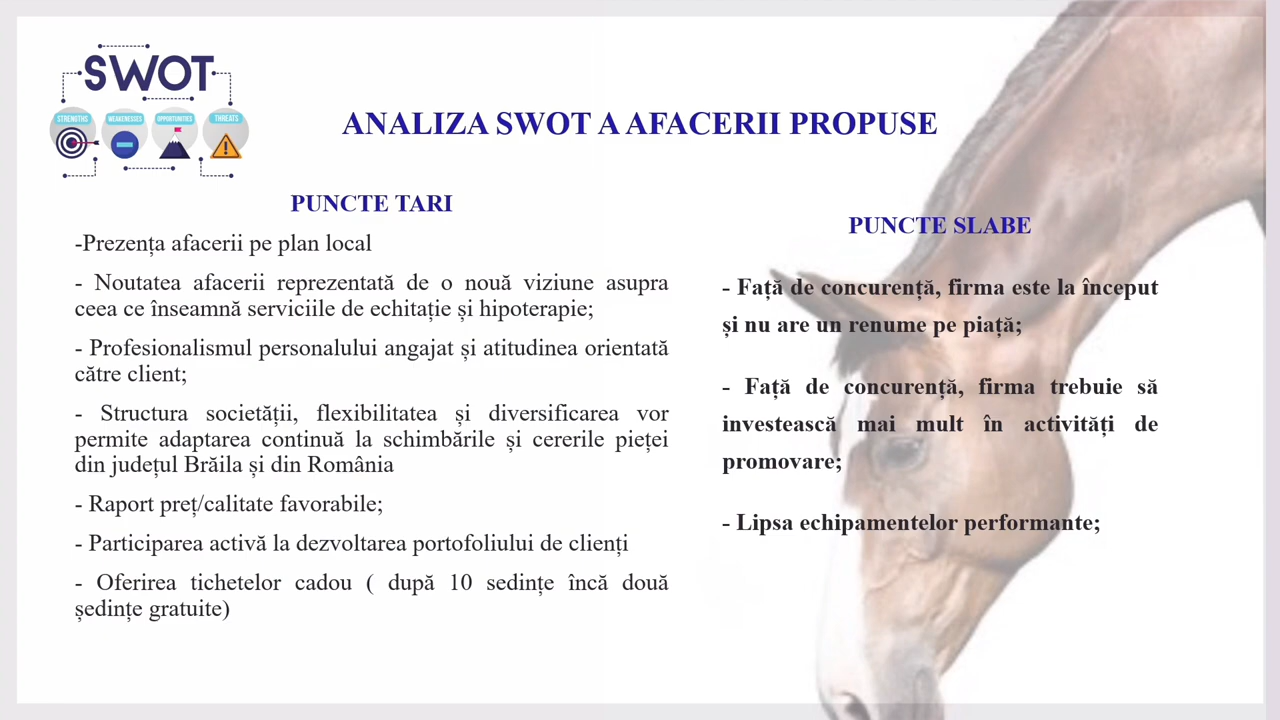 SWOT
STRENGTHS WEAKNESSES OPPORTUNITIES THREATS
ANALIZA SWOT A AFACERII PROPUSE
PUNCTE TARI
-Prezența afacerii pe plan local
- Noutatea afacerii reprezentată de o nouă viziune asupra
ceea ce înseamnă serviciile de echitație și hipoterapie;
- Profesionalismul personalului angajat și atitudinea orientată
către client;
- Structura societății, flexibilitatea și diversificarea vor
permite adaptarea continuă la schimbările și cererile pieței
din județul Brăila și din România
- Raport preț/calitate favorabile;
- Participarea activă la dezvoltarea portofoliului de clienți
- Oferirea tichetelor cadou ( după 10 sedințe încă două
ședințe gratuite)
PUNCTE SLABE
- Față de concurență, firma este la început
și nu are un renume pe piață;
- Față de concurență, firma trebuie să
investească mai mult în activități de
promovare;
- Lipsa echipamentelor performante;